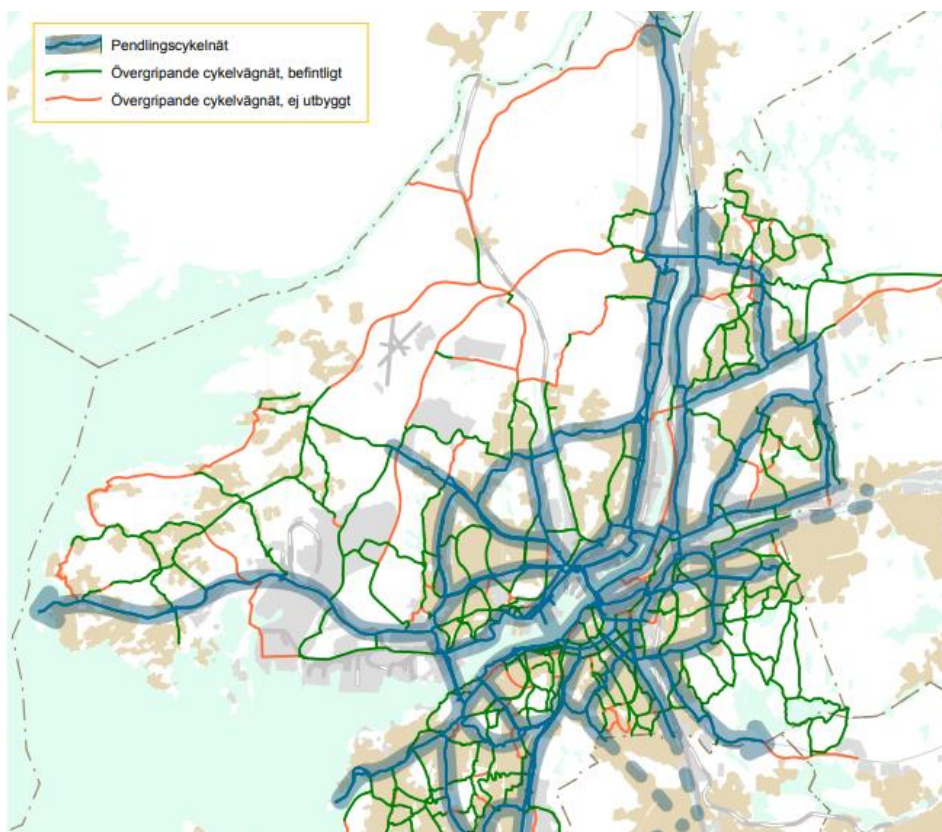 Pendlingscykelnät
Övergripande cykelvägnät, befintligt
Övergripande cykelvägnät, ej utbyggt